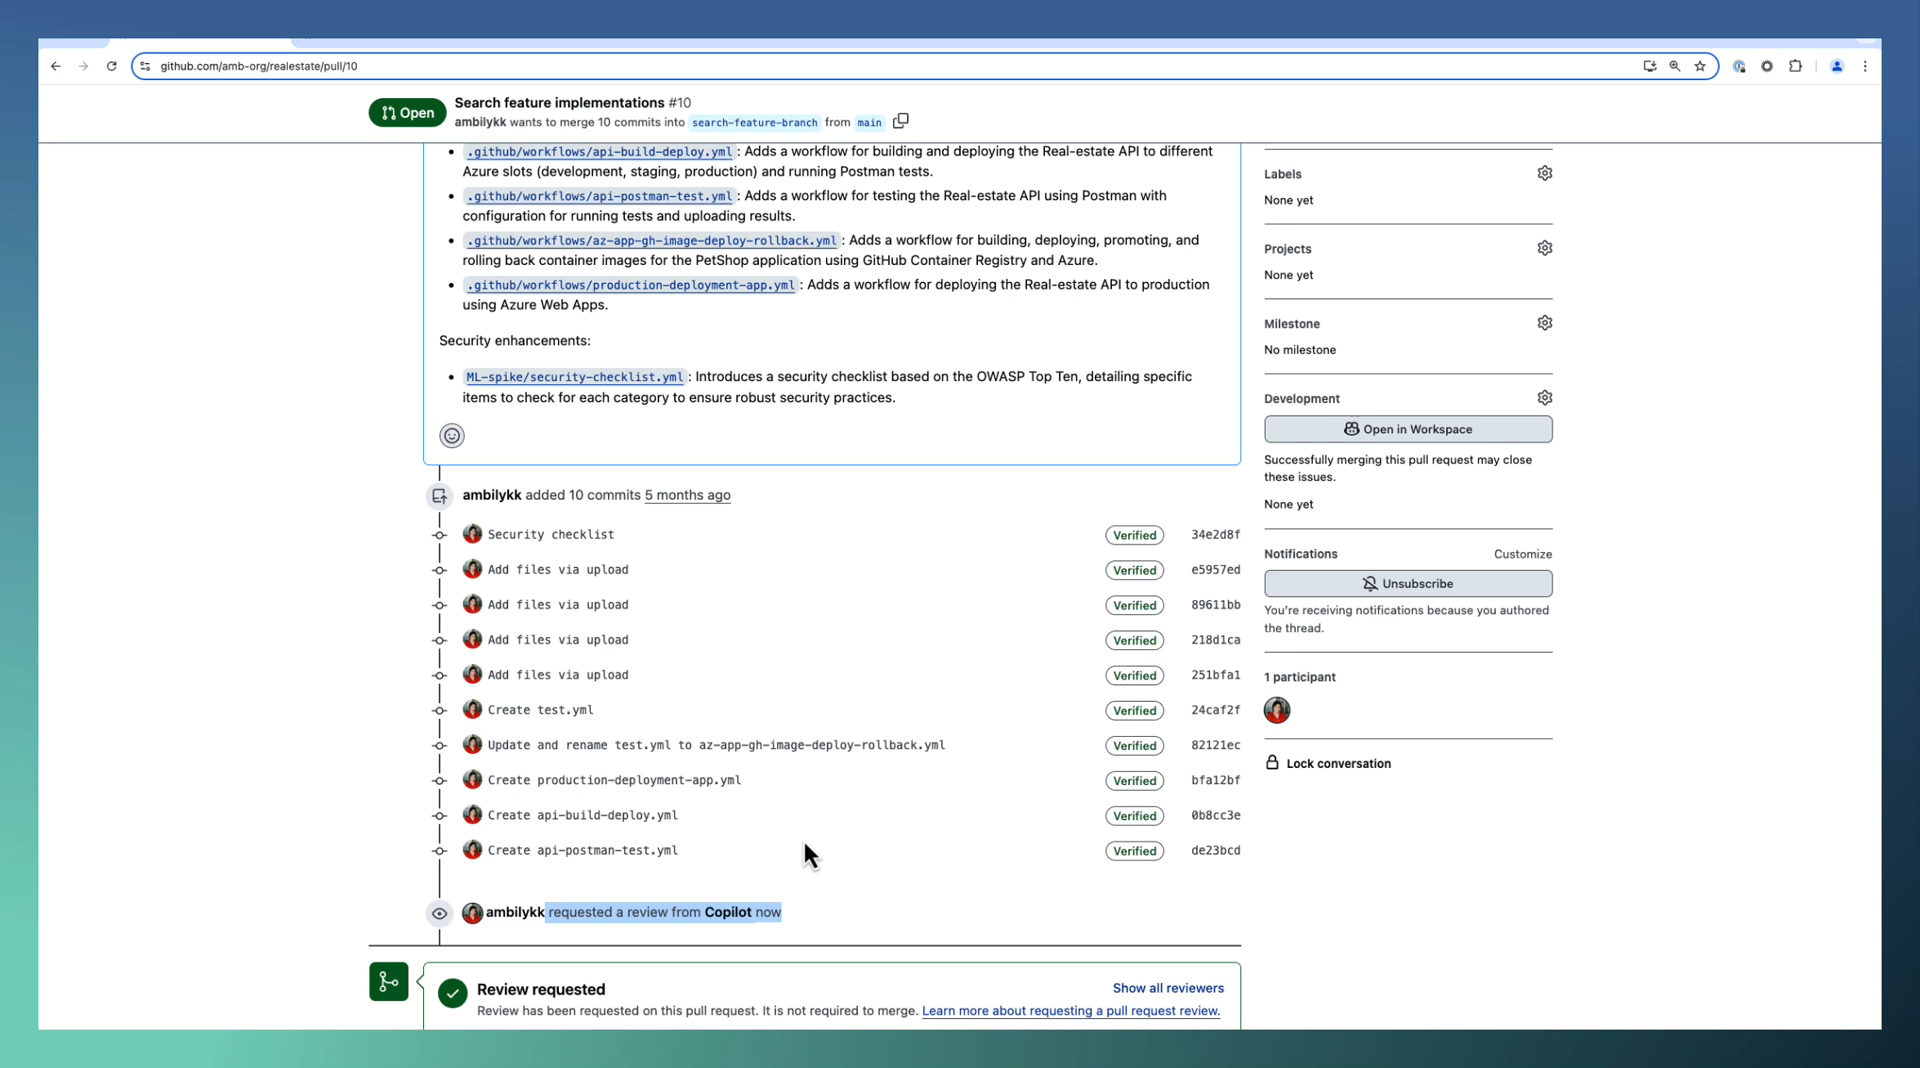 github.com/amb-org/realestate/pull/10
Open
Search feature implementations #10
ambilykk wants to merge 10 commits into search-feature-branch from main
.github/workflows/api-build-deploy.yml : Adds a workflow for building and deploying the Real-estate API to different
Azure slots (development, staging, production) and running Postman tests.
.github/workflows/api-postman-test.yml : Adds a workflow for testing the Real-estate API using Postman with
configuration for running tests and uploading results.
.github/workflows/az-app-gh-image-deploy-rollback.yml : Adds a workflow for building, deploying, promoting, and
rolling back container images for the PetShop application using GitHub Container Registry and Azure.
.github/workflows/production-deployment-app.yml : Adds a workflow for deploying the Real-estate API to production
using Azure Web Apps.
Security enhancements:
ML-spike/security-checklist.yml : Introduces a security checklist based on the OWASP Top Ten, detailing specific
items to check for each category to ensure robust security practices.
ambilykk added 10 commits 5 months ago
Security checklist Verified 34e2d8f
Add files via upload Verified e5957ed
Add files via upload Verified 89611bb
Add files via upload Verified 218d1ca
Add files via upload Verified 251bfa1
Create test.yml Verified 24caf2f
Update and rename test.yml to az-app-gh-image-deploy-rollback.yml Verified 82121ec
Create production-deployment-app.yml Verified bfa12bf
Create api-build-deploy.yml Verified 0b8cc3e
Create api-postman-test.yml Verified de23bcd
ambilykk requested a review from Copilot now
Review requested
Show all reviewers
Review has been requested on this pull request. It is not required to merge. Learn more about requesting a pull request review.
Labels
None yet
Projects
None yet
Milestone
No milestone
Development
Open in Workspace
Successfully merging this pull request may close
these issues.
None yet
Notifications Customize
Unsubscribe
You're receiving notifications because you authored
the thread.
1 participant
Lock conversation